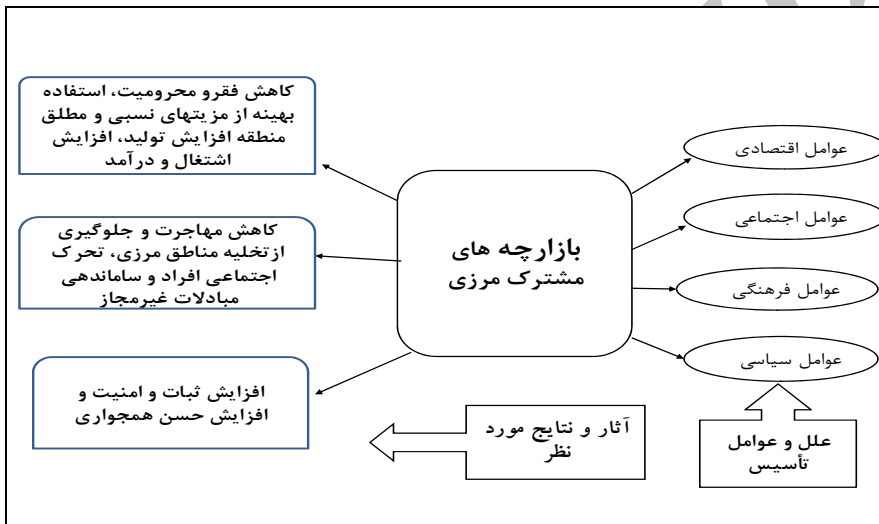 عوامل اقتصادی
عوامل اجتماعی
عوامل فرهنگی
عوامل سیاسی
علل و عوامل
تأسیس
بازارچه های
مشترک مرزی
کاهش فقرو محرومیت، استفاده
بهینه از مزیتهای نسبی و مطلق
منطقه افزایش تولید، افزایش
اشتغال و درآمد
کاهش مهاجرت و جلوگیری
ازتخلیه مناطق مرزی، تحرک
اجتماعی افراد و ساماندهی
مبادلات غیرمجاز
افزایش ثبات و امنیت و
افزایش حسن همجواری
آثار و نتایج مورد
نظر